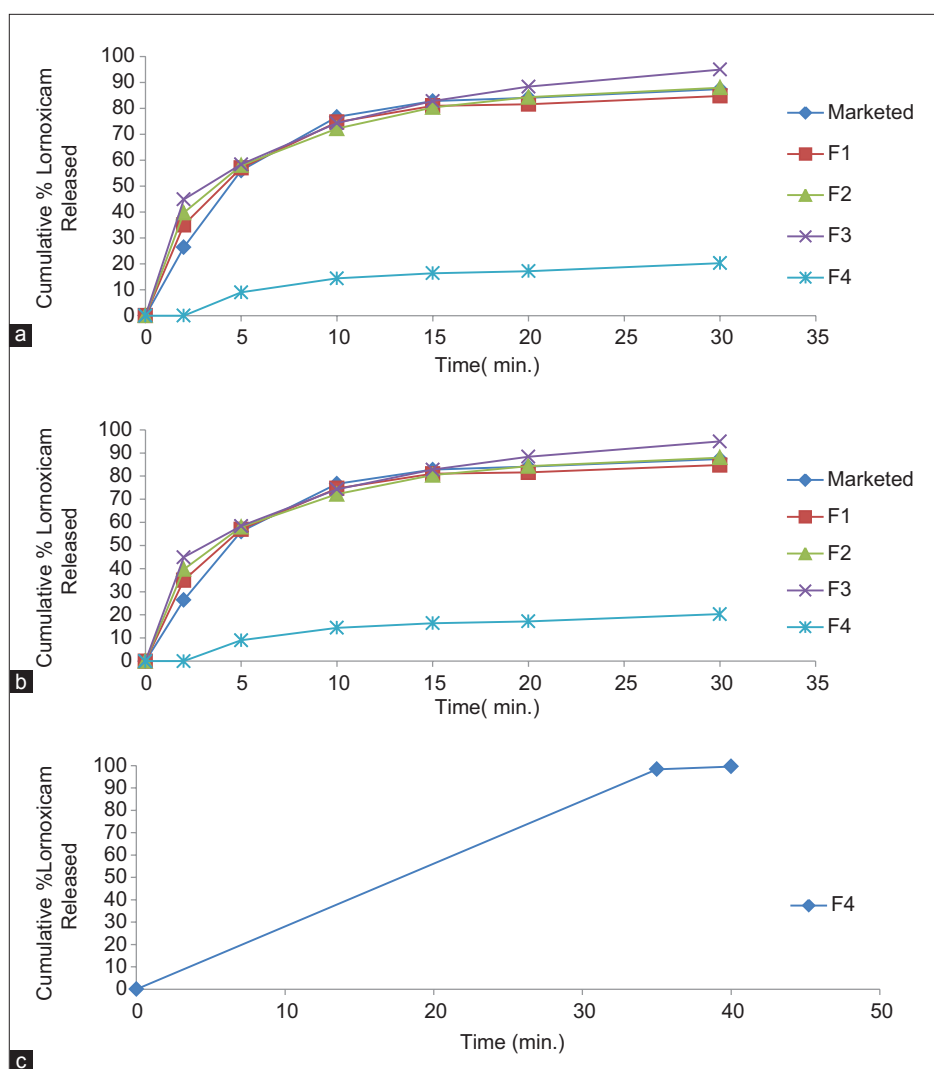 100
90
80
70
60
50
40
30
20
10
0
Cumulative % Lornoxicam
Released
0 5 10 15 20 25 30 35
Time( min.)
Marketed
F1
F2
F3
F4
a
100
90
80
70
60
50
40
30
20
10
0
Cumulative % Lornoxicam
Released
0 5 10 15 20 25 30 35
Time( min.)
Marketed
F1
F2
F3
F4
b
100
90
80
70
60
50
40
30
20
10
0
Cumulative %Lornoxicam
Released
10 20 30 40 50
Time (min.)
F4
c